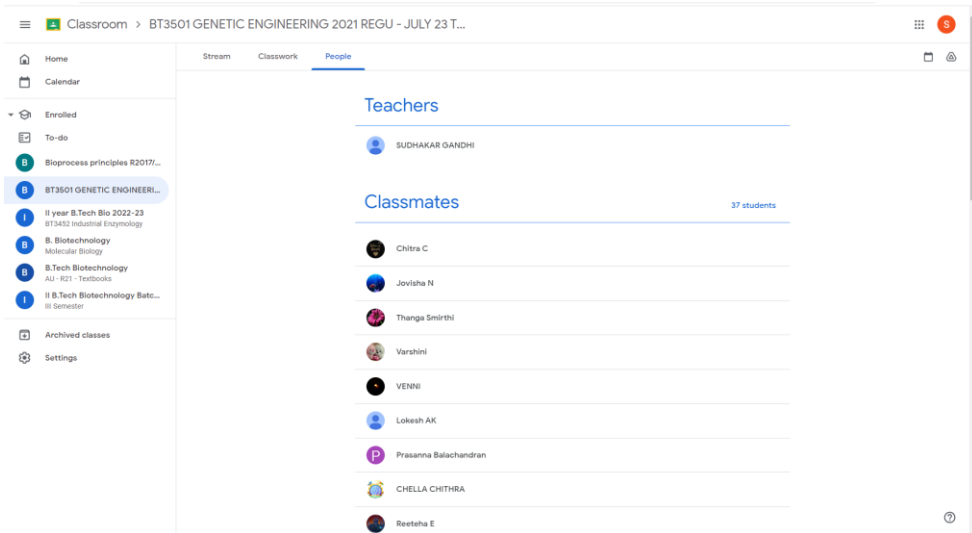 Classroom > BT3501 GENETIC ENGINEERING 2021 REGU - JULY 23 T...
S
Home
Calendar
Enrolled
To-do
B Bioprocess principles R2017/...
B BT3501 GENETIC ENGINEERI...
I II year B.Tech Bio 2022-23
BT3452 Industrial Enzymology
B B. Biotechnology
Molecular Biology
B B.Tech Biotechnology
AU - R21 - Textbooks
I II B.Tech Biotechnology Batc...
III Semester
Archived classes
Settings
Stream Classwork People
Teachers
SUDHAKAR GANDHI
Classmates 37 students
Chitra C
Jovisha N
Thanga Smirthi
Varshini
VENNI
Lokesh AK
P Prasanna Balachandran
CHELLA CHITHRA
Reeteha E